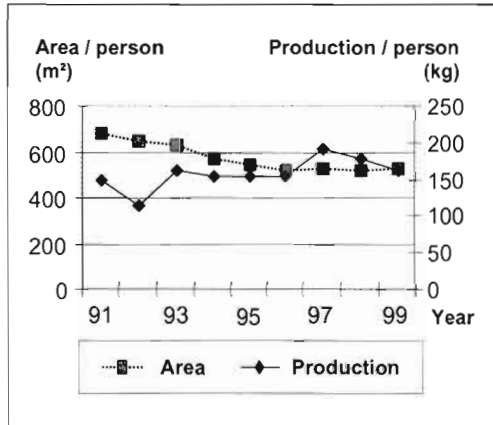 Area / person Production / person
(m²) (kg)
800 250
600 200
400 150
200 100
0 50
0
91 93 95 97 99 Year
Area Production